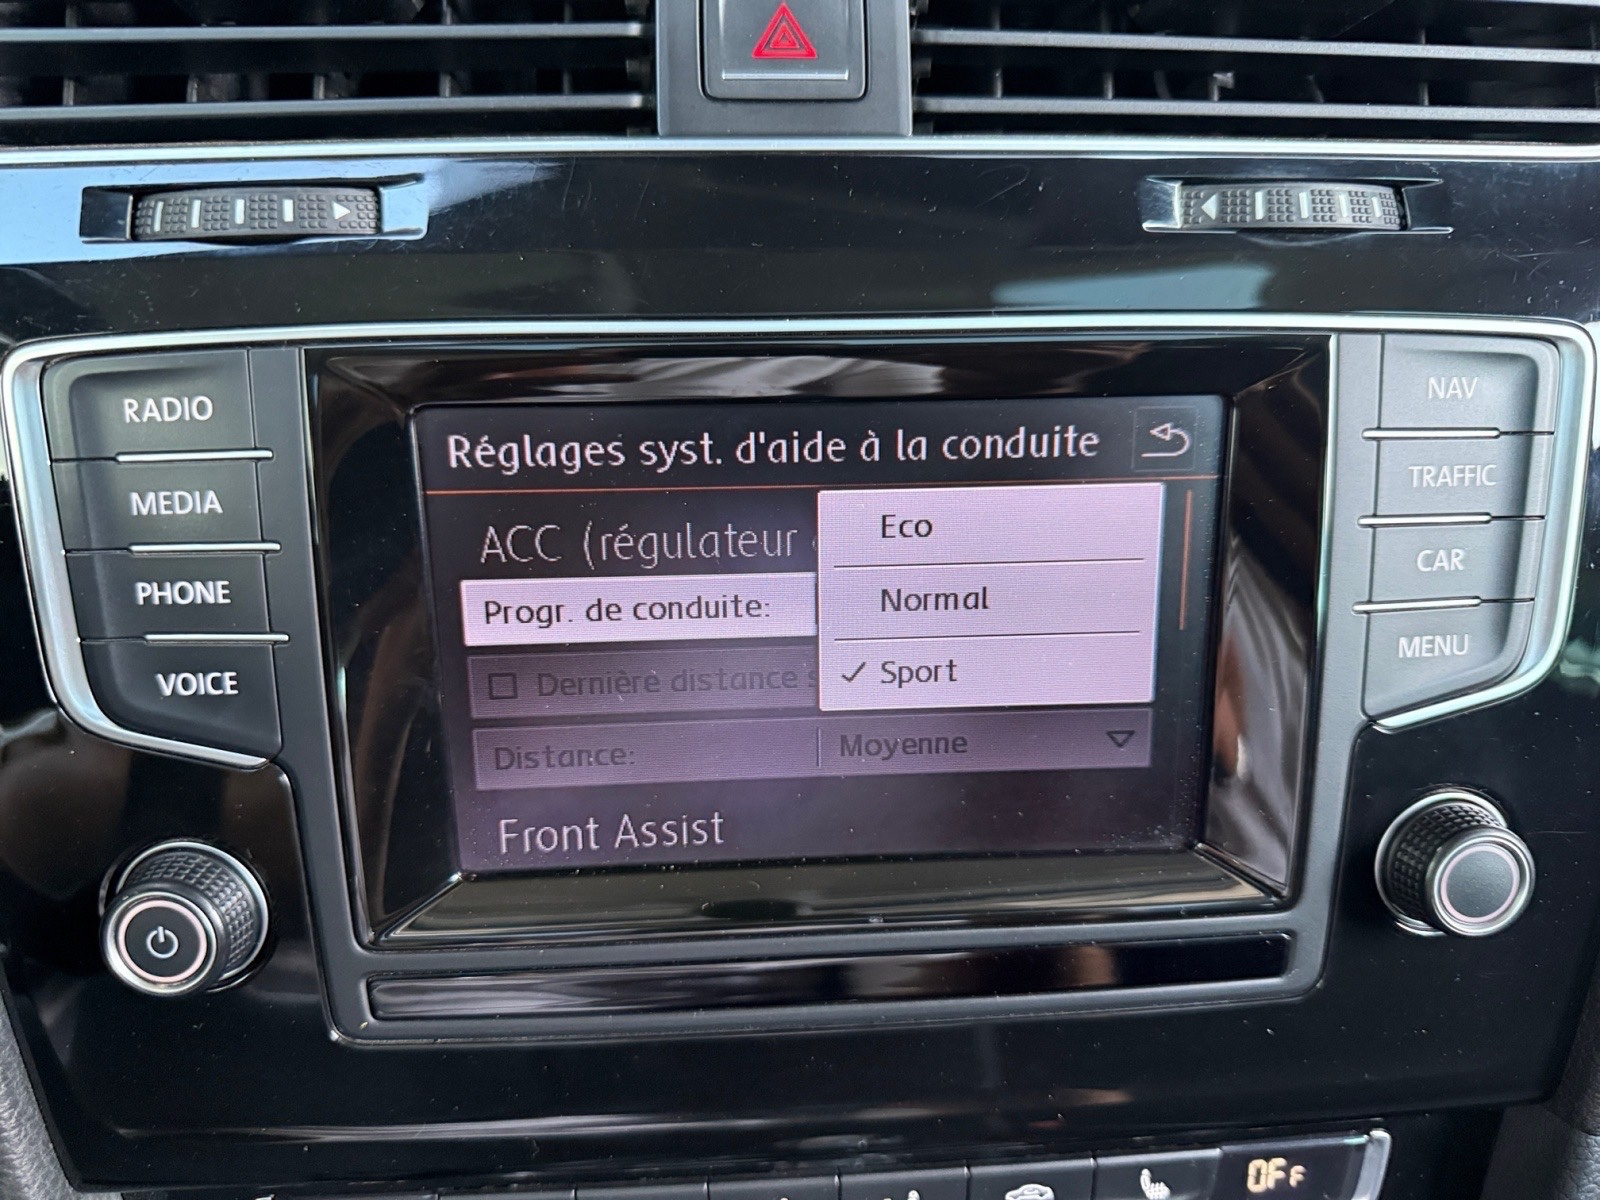 RADIO
MEDIA
PHONE
VOICE
NAV
TRAFFIC
CAR
MENU
Réglages syst. d'aide à la conduite
ACC (régulateur
Progr. de conduite:
Eco
Normal
✓ Sport
Dernière distance
Distance: Moyenne
Front Assist
OFF